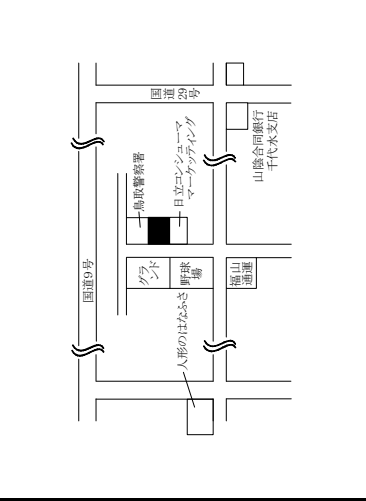 国道29号
鳥取警察署
日立コンシューマ
マーケッティング
山陰合同銀行
千代水支店
国道9号
グラ
ンド
野球
場
福山
通運
人形のはなふさ